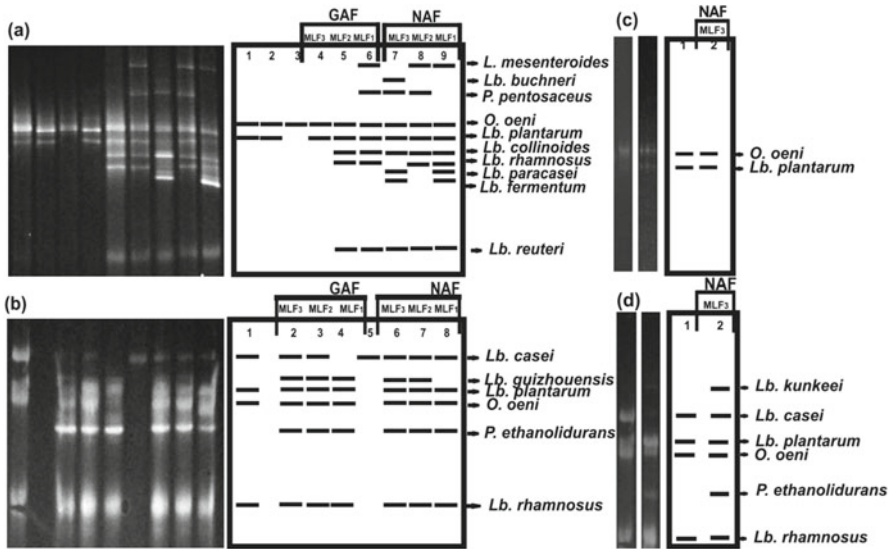 (a)
GAF NAF
MLF3 MLF2 MLF1 MLF3 MLF2 MLF1
1 2 3 4 5 6 7 8 9
L. mesenteroides
Lb. buchneri
P. pentosaceus
O. oeni
Lb. plantarum
Lb. collinoides
Lb. rhamnosus
Lb. paracasei
Lb. fermentum
Lb. reuteri
(b)
GAF NAF
MLF3 MLF2 MLF1 MLF3 MLF2 MLF1
1 2 3 4 5 6 7 8
Lb. casei
Lb. guizhouensis
Lb. plantarum
O. oeni
P. ethanolidurans
Lb. rhamnosus
(c)
NAF
MLF3
1 2
O. oeni
Lb. plantarum
(d)
NAF
MLF3
1 2
Lb. kunkeei
Lb. casei
Lb. plantarum
O. oeni
P. ethanolidurans
Lb. rhamnosus